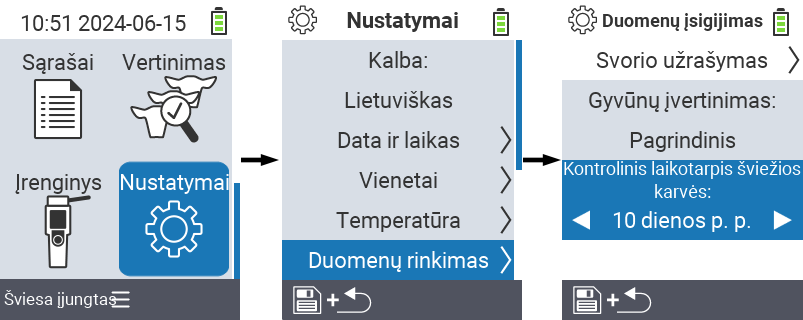 10:51 2024-06-15
Sąrašai
Vertinimas
Įrenginys
Nustatymai
Šviesa įjungtas
Nustatymai
Kalba:
Lietuviškas
Data ir laikas
Vienetai
Temperatūra
Duomenų rinkimas
+
Duomenų įsigijimas
Svorio užrašymas
Gyvūnų įvertinimas:
Pagrindinis
Kontrolinis laikotarpis šviežios
karvės:
10 dienos p. p.
+